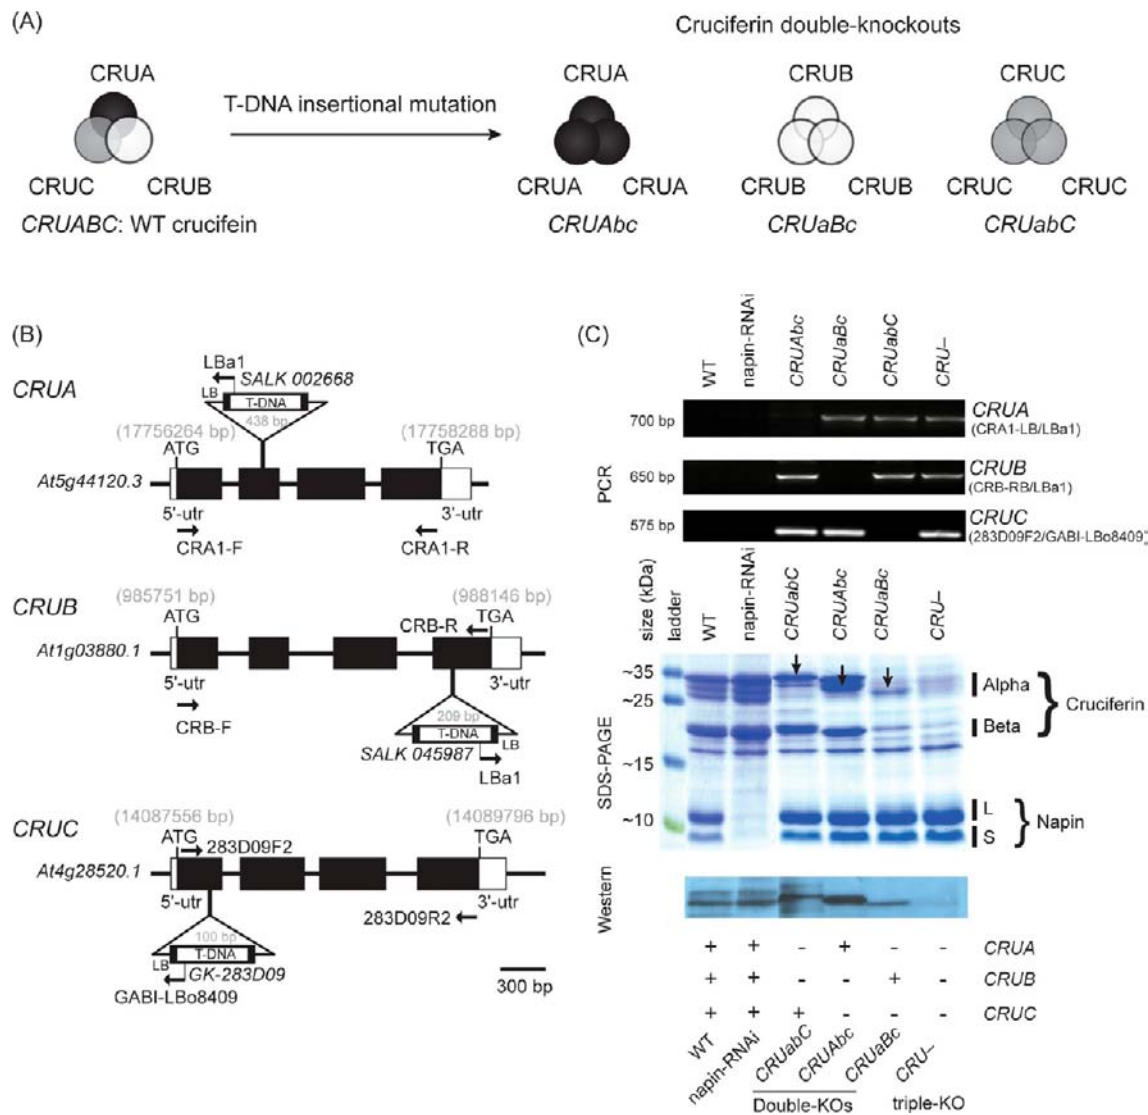 (A)
Cruciferin double-knockouts
CRUA
T-DNA insertional mutation
CRUA
CRUB
CRUC
CRUC CRUB
CRUA CRUA
CRUB CRUB
CRUC CRUC
CRUABC: WT crucifein
CRUAbc
CRUaBc
CRUabC
(B)
CRUA
LBa1
SALK 002668
LB
T-DNA
438 bp
(17756264 bp)
(17758288 bp)
ATG
TGA
At5g44120.3
5'-utr
3'-utr
CRA1-F
CRA1-R
CRUB
(985751 bp)
(988146 bp)
ATG
TGA
CRB-R
At1g03880.1
5'-utr
3'-utr
CRB-F
209 bp
T-DNA
LB
SALK 045987
LBa1
CRUC
(14087556 bp)
(14089796 bp)
ATG
TGA
283D09F2
At4g28520.1
5'-utr
3'-utr
283D09R2
100 bp
T-DNA
LB
GK-283D09
GABI-LBo8409
300 bp
(C)
WT
napin-RNAi
CRUAbc
CRUaBc
CRUabC
CRU–
PCR
700 bp
CRUA
(CRA1-LB/LBa1)
650 bp
CRUB
(CRB-RB/LBa1)
575 bp
CRUC
(283D09F2/GABI-LBo8409)
size (kDa)
ladder
WT
napin-RNAi
CRUabC
CRUAbc
CRUaBc
CRU–
SDS-PAGE
~35
~25
~15
~10
Alpha
Beta
Cruciferin
L
S
Napin
Western
+ + - + - - CRUA
+ + - - + - CRUB
+ + + - - - CRUC
WT
napin-RNAi
CRUabC
CRUAbc
CRUaBc
CRU–
Double-KOs
triple-KO